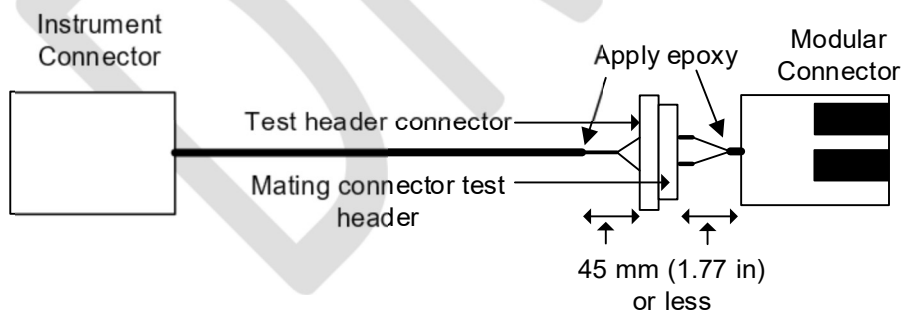 Instrument
Connector
Apply epoxy
Modular
Connector
Test header connector
Mating connector test
header
45 mm (1.77 in)
or less